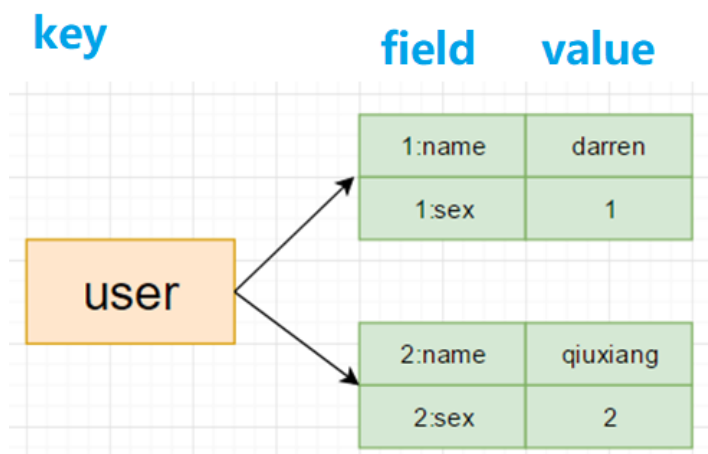 key
field value
1:name darren
1:sex 1
user
2:name qiuxiang
2:sex 2